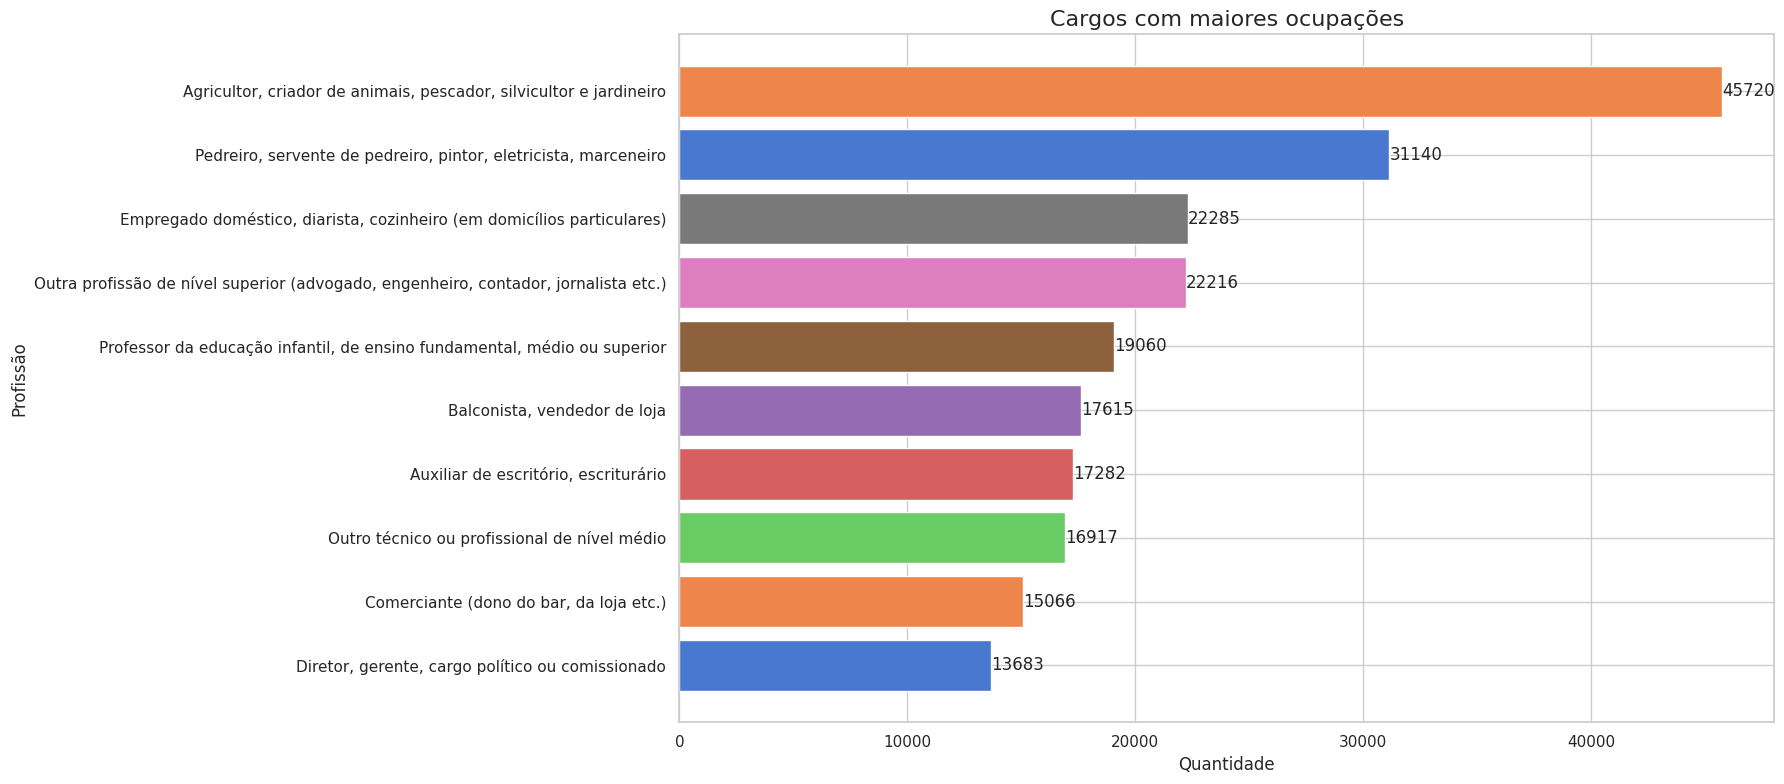 Cargos com maiores ocupações
Profissão
Agricultor, criador de animais, pescador, silvicultor e jardineiro
45720
Pedreiro, servente de pedreiro, pintor, eletricista, marceneiro
31140
Empregado doméstico, diarista, cozinheiro (em domicílios particulares)
22285
Outra profissão de nível superior (advogado, engenheiro, contador, jornalista etc.)
22216
Professor da educação infantil, de ensino fundamental, médio ou superior
19060
Balconista, vendedor de loja
17615
Auxiliar de escritório, escriturário
17282
Outro técnico ou profissional de nível médio
16917
Comerciante (dono do bar, da loja etc.)
15066
Diretor, gerente, cargo político ou comissionado
13683
0 10000 20000 30000 40000
Quantidade